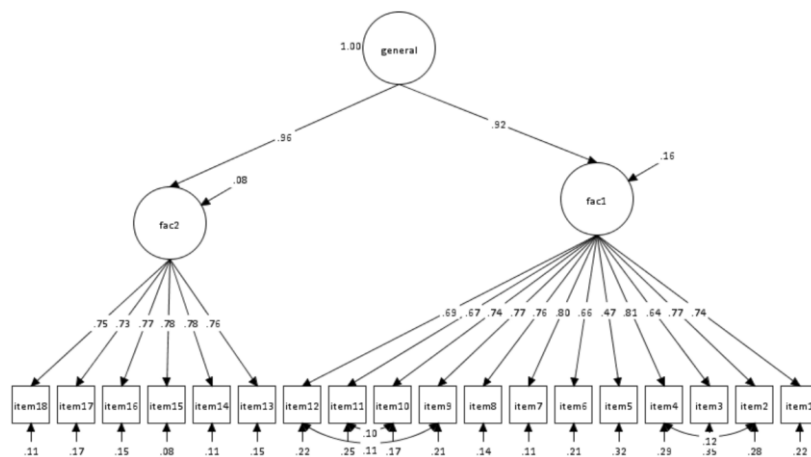 general
1.00
.96
.92
.08
.16
fac2
fac1
.75 .73 .77 .78 .78 .76
.69 .67 .74 .77 .76 .80 .66 .47 .81 .64 .77 .74
item18 item17 item16 item15 item14 item13 item12 item11 item10 item9 item8 item7 item6 item5 item4 item3 item2 item1
.10
.12
.11 .17 .15 .08 .11 .15 .22 .25 .11 .17 .21 .14 .11 .21 .32 .29 .35 .28 .22